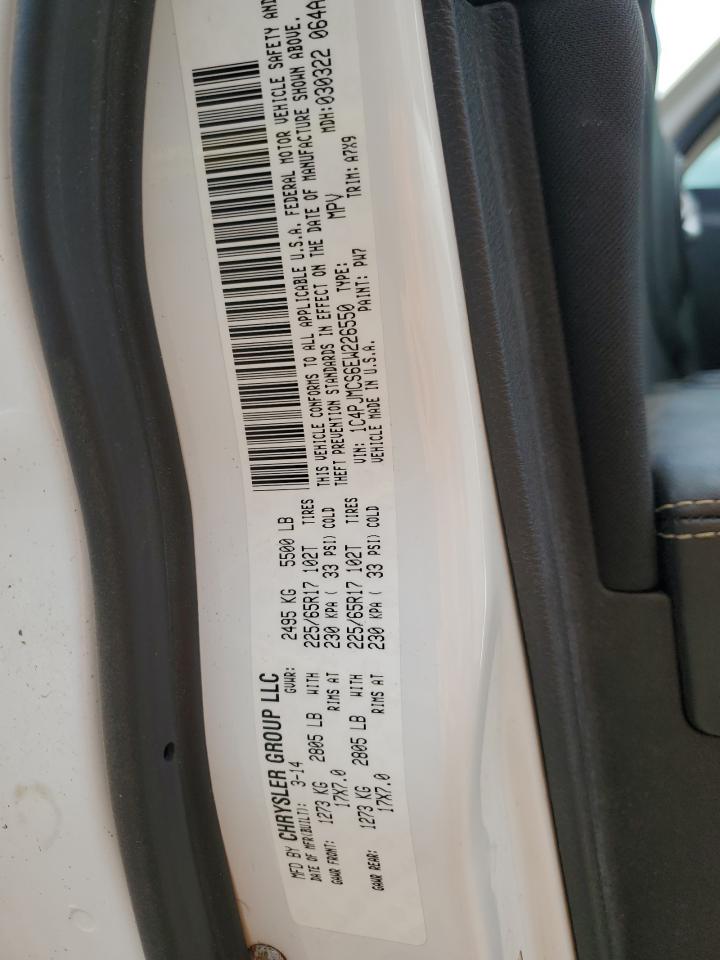 MFD BY CHRYSLER GROUP LLC
DATE OF MFR(BUILT): 3-14 GVWR: 2495 KG 5500 LB
GAWR FRONT: 1273 KG 2805 LB WITH 225/65R17 102T TIRES
17X7.0 RIMS AT 230 KPA ( 33 PSI) COLD
GAWR REAR: 1273 KG 2805 LB WITH 225/65R17 102T TIRES
17X7.0 RIMS AT 230 KPA ( 33 PSI) COLD
THIS VEHICLE CONFORMS TO ALL APPLICABLE U.S.A. FEDERAL MOTOR VEHICLE SAFETY AND
THEFT PREVENTION STANDARDS IN EFFECT ON THE DATE OF MANUFACTURE SHOWN ABOVE.
MDH:030322 064A
VIN: 1C4PJMCS6EW226550 TYPE: MPV
VEHICLE MADE IN U.S.A. PAINT: PW7 TRIM: A7X9